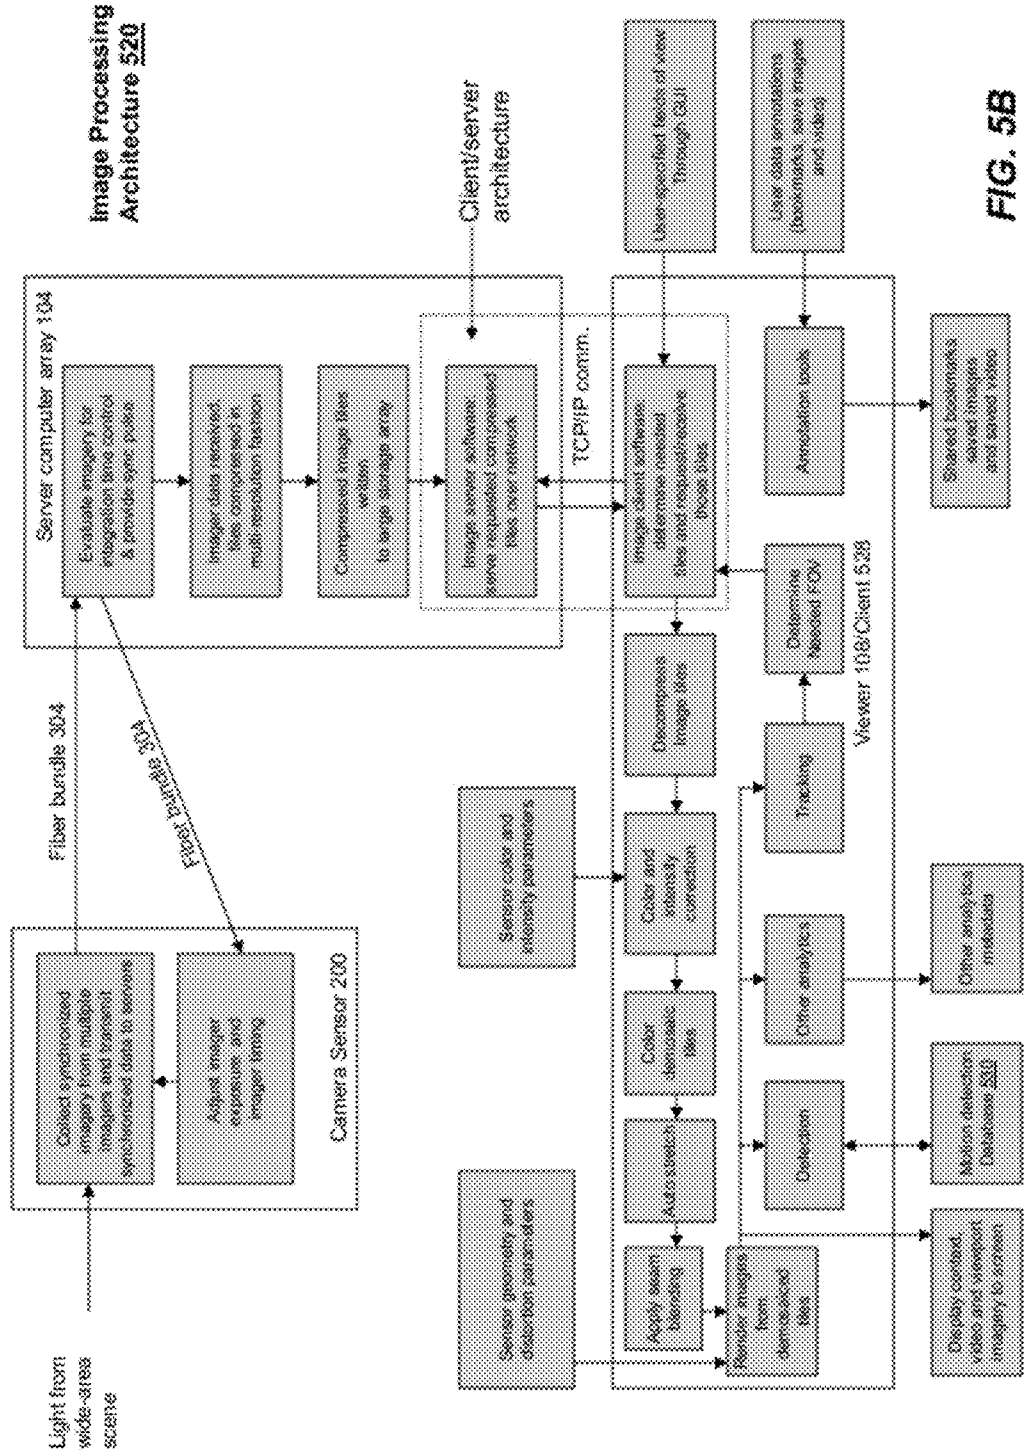 Image Processing
Architecture 520
Light from
wide-area
scene
Collect synchronized
imagery from multiple
imagers and transmit
synchronized data to servers
Adjust imager
exposure and
imager timing
Camera Sensor 200
Fiber bundle 304
Fiber bundle 304
Server computer array 104
Evaluate imagery for
integration time control
& provide sync pulse
Imager data removed,
tiles compressed in
multi-resolution fashion
Compressed image tiles
written
to large storage array
Image server software
serve requested compressed
tiles over network
Client/server
architecture
TCP/IP comm.
Sensor geometry and
distortion parameters
Sensor color and
intensity parameters
User-specified fields of view
Through GUI
User data annotations
(bookmarks, save images
and video)
Image client software:
determine needed
tiles and request/receive
those tiles
Decompress
Image tiles
Color and
intensity
correction
Color
demosaic
tiles
Auto stretch
Apply seam
blending
Render images
from
demosaiced
tiles
Detection
Other analytics
Tracking
Determine
Needed FOV
Annotation tools
Viewer 108/Client 528
Display context,
video and viewport
imagery to screen
Motion detection
Database 530
Other analytics
metadata
Shared bookmarks
saved images
and saved video
FIG. 5B